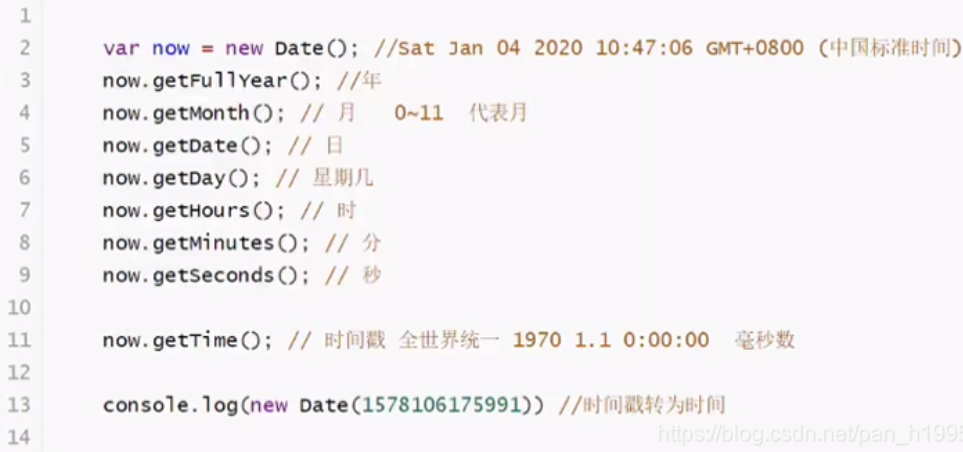 1
2 var now = new Date(); //Sat Jan 04 2020 10:47:06 GMT+0800 (中国标准时间)
3 now.getFullYear(); //年
4 now.getMonth(); // 月 0~11 代表月
5 now.getDate(); // 日
6 now.getDay(); // 星期几
7 now.getHours(); // 时
8 now.getMinutes(); // 分
9 now.getSeconds(); // 秒
10
11 now.getTime(); // 时间戳 全世界统一 1970 1.1 0:00:00 毫秒数
12
13 console.log(new Date(1578106175991)) //时间戳转为时间
14
https://blog.csdn.net/pan_h1995